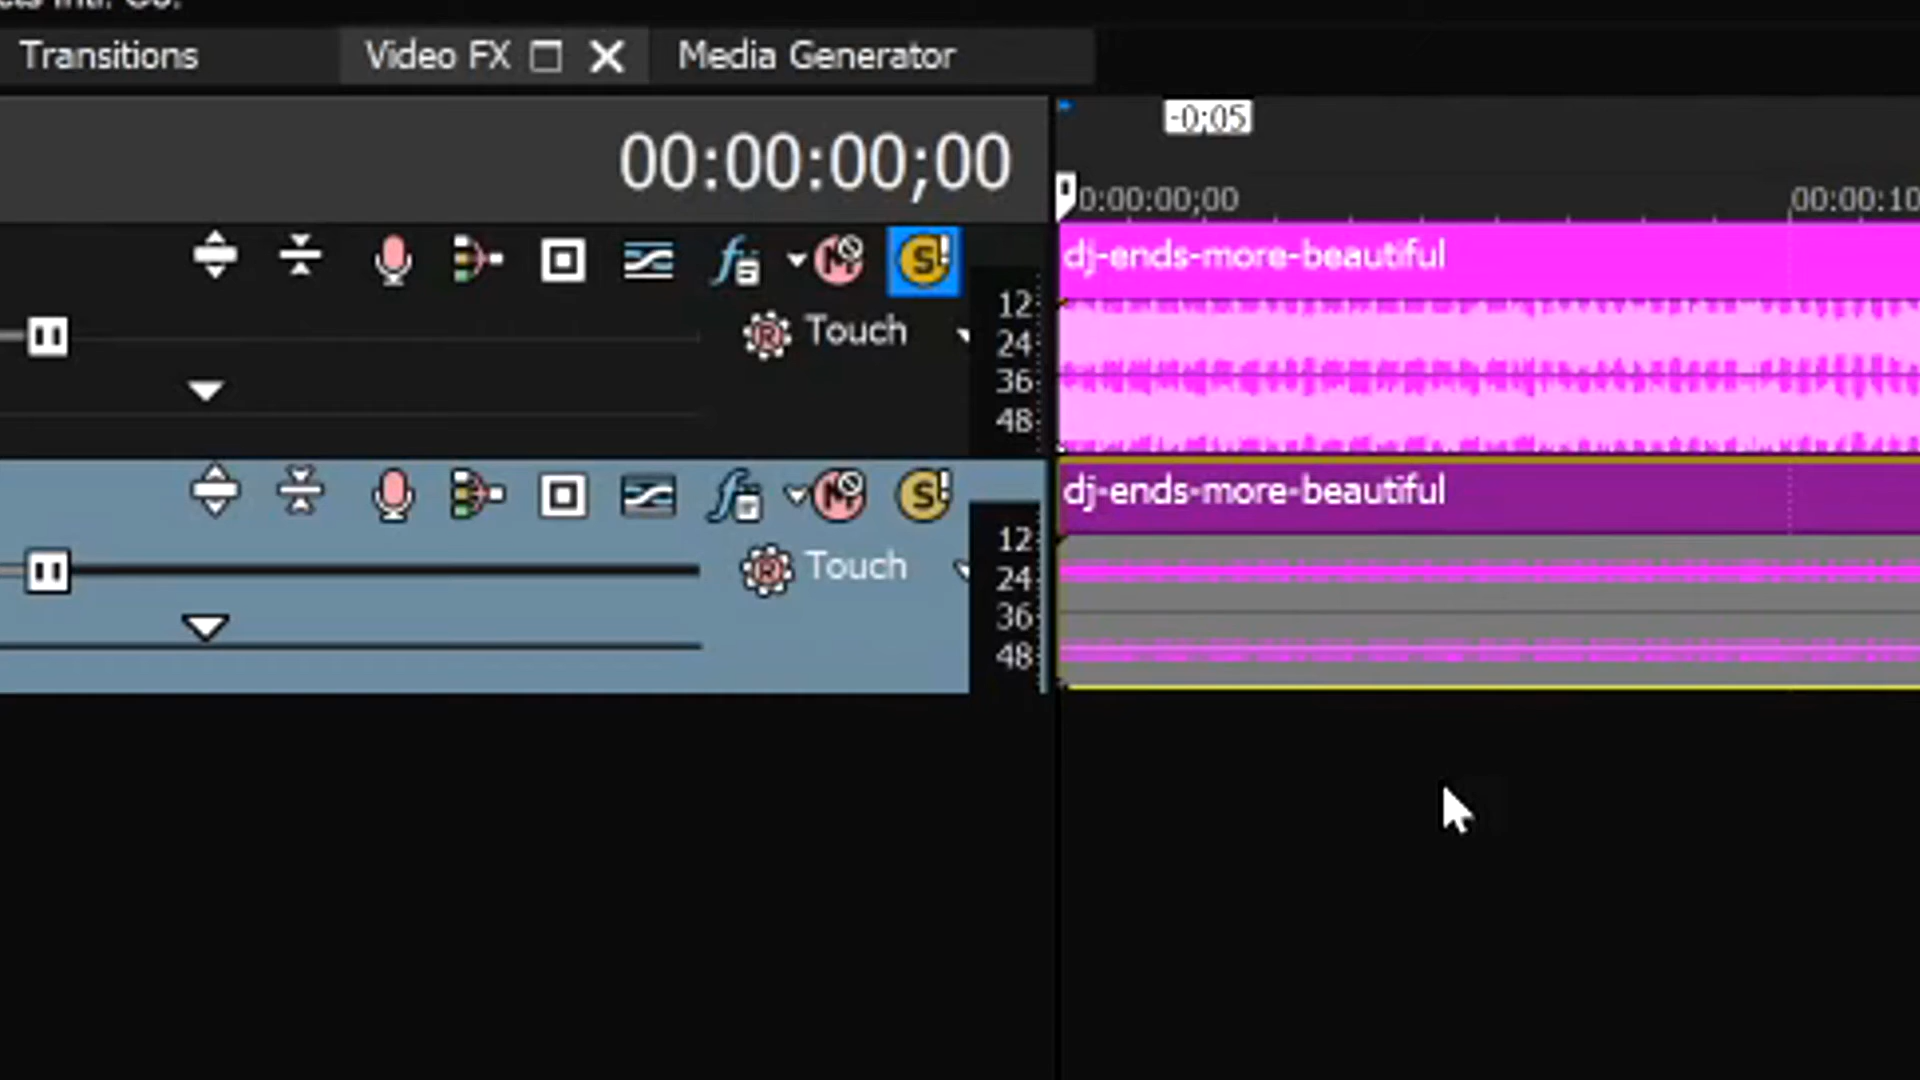 Transitions Video FX Media Generator
-0;05
00:00:00;00
0:00:00;00 00:00:10
dj-ends-more-beautiful
12
Touch
24
36
48
dj-ends-more-beautiful
12
Touch
24
36
48